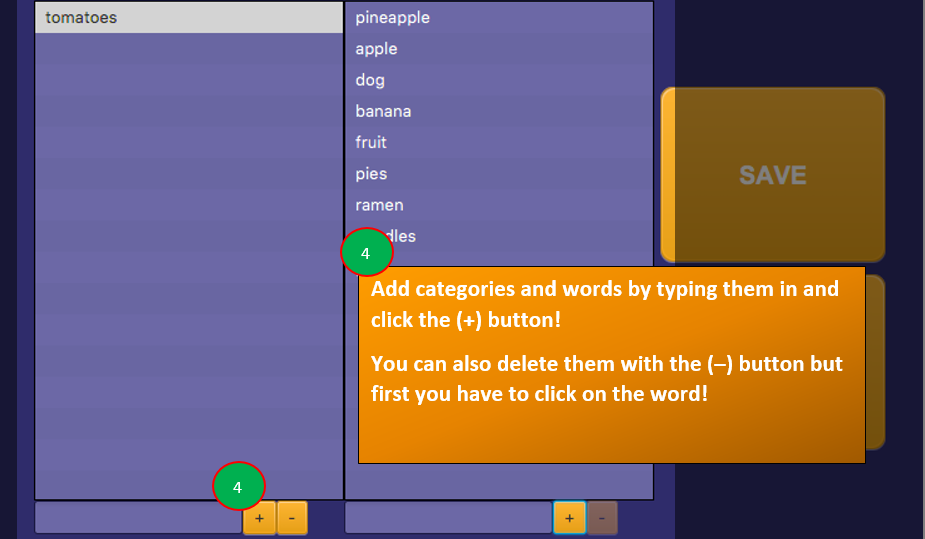 tomatoes
pineapple
apple
dog
banana
fruit
pies
ramen
dles
SAVE
4
Add categories and words by typing them in and
click the (+) button!
You can also delete them with the (–) button but
first you have to click on the word!
4
+ -
+ -